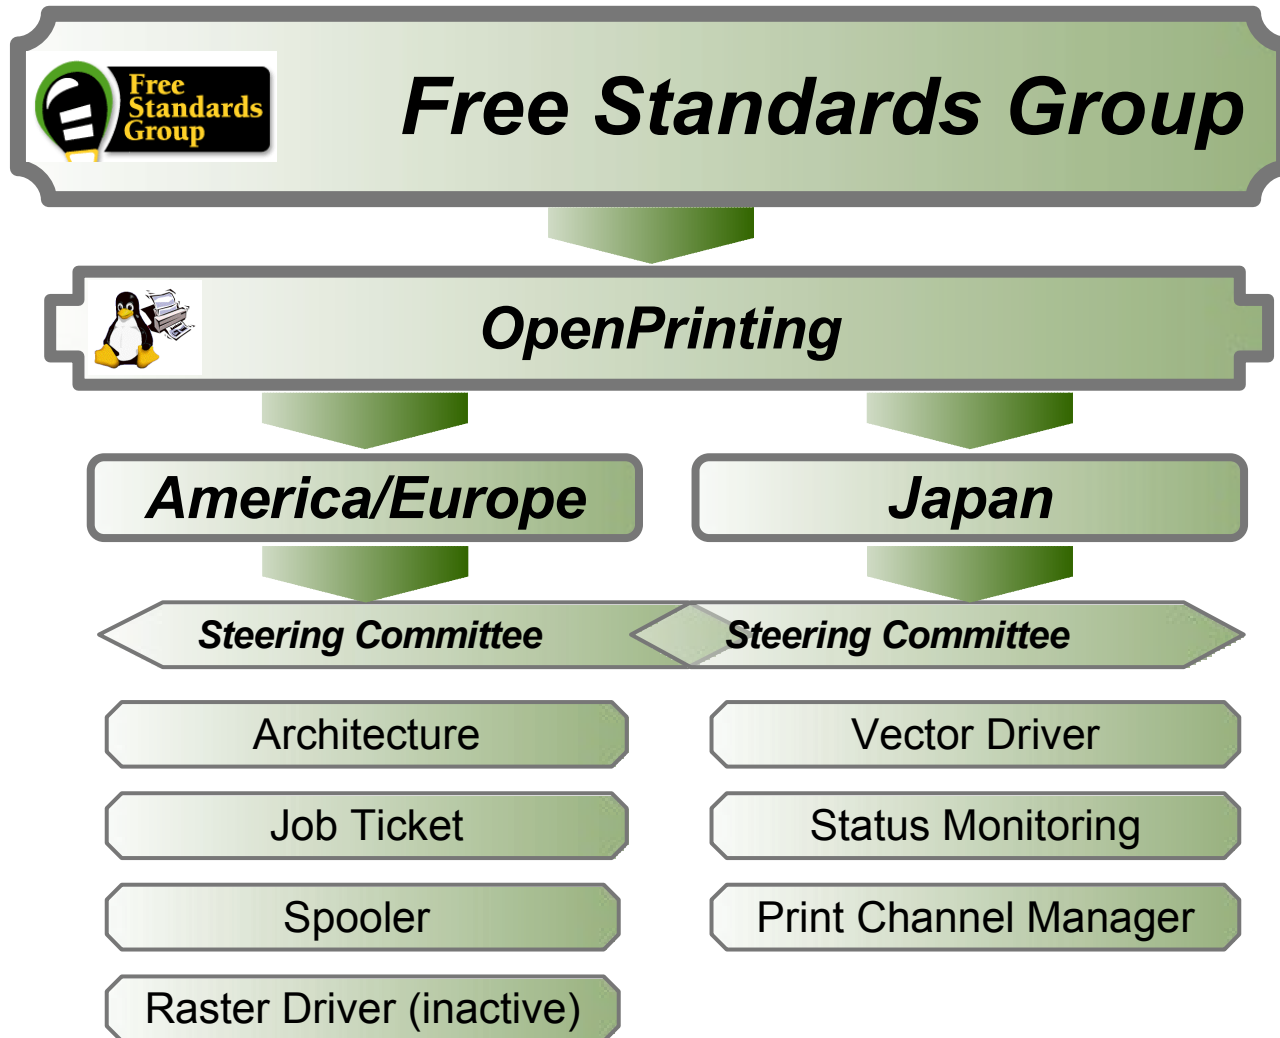 Free
Standards
Group
Free Standards Group
OpenPrinting
America/Europe
Japan
Steering Committee
Steering Committee
Architecture
Job Ticket
Spooler
Raster Driver (inactive)
Vector Driver
Status Monitoring
Print Channel Manager